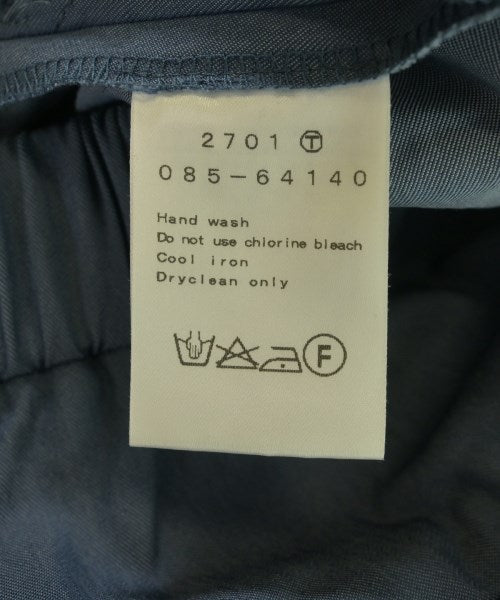 2701 Ⓣ
085-64140
Hand wash
Do not use chlorine bleach
Cool iron
Dryclean only
Ⓕ